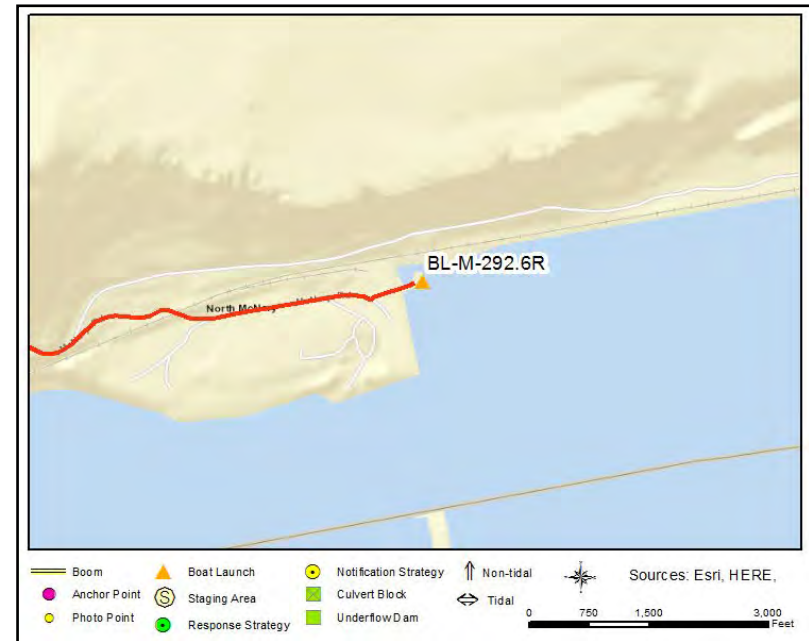 BL-M-292.6R
North McNary
Boom
Anchor Point
Photo Point
Boat Launch
S Staging Area
Response Strategy
Notification Strategy
Culvert Block
Underflow Dam
Non-tidal
Tidal
Sources: Esri, HERE,
0 750 1,500 3,000
Feet